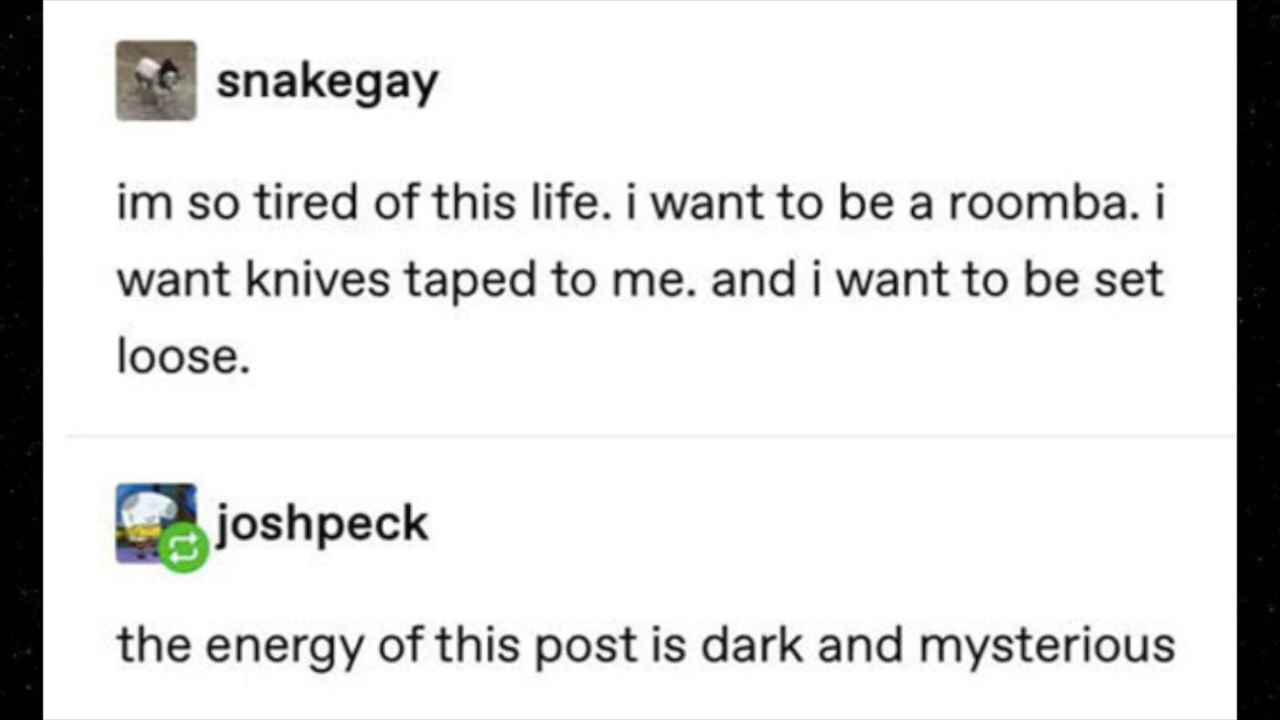 snakegay
im so tired of this life. i want to be a roomba. i
want knives taped to me. and i want to be set
loose.
joshpeck
the energy of this post is dark and mysterious